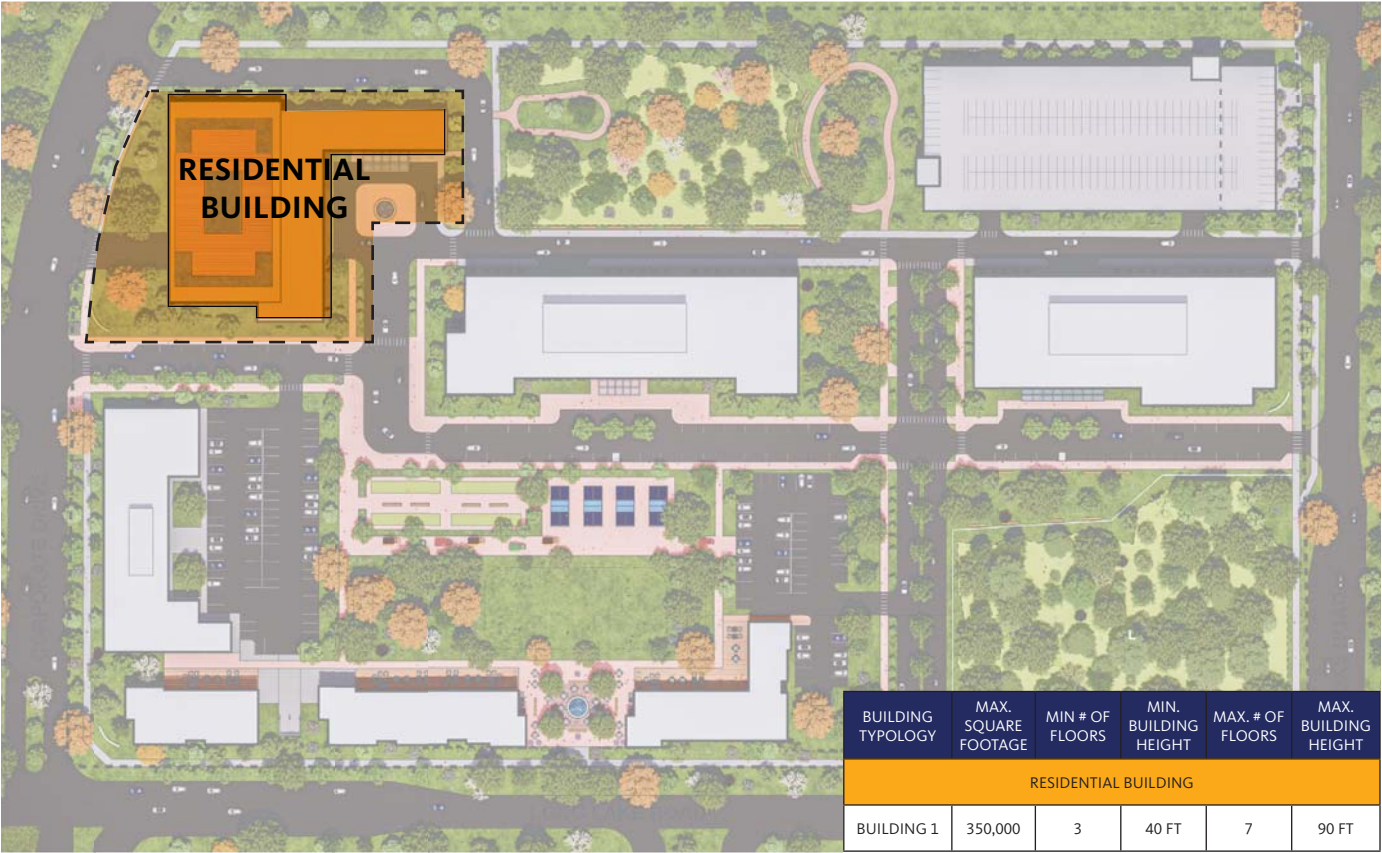 RESIDENTIAL
BUILDING
BUILDING TYPOLOGY
MAX. SQUARE FOOTAGE
MIN # OF FLOORS
MIN. BUILDING HEIGHT
MAX. # OF FLOORS
MAX. BUILDING HEIGHT
RESIDENTIAL BUILDING
BUILDING 1
350,000
3
40 FT
7
90 FT
L